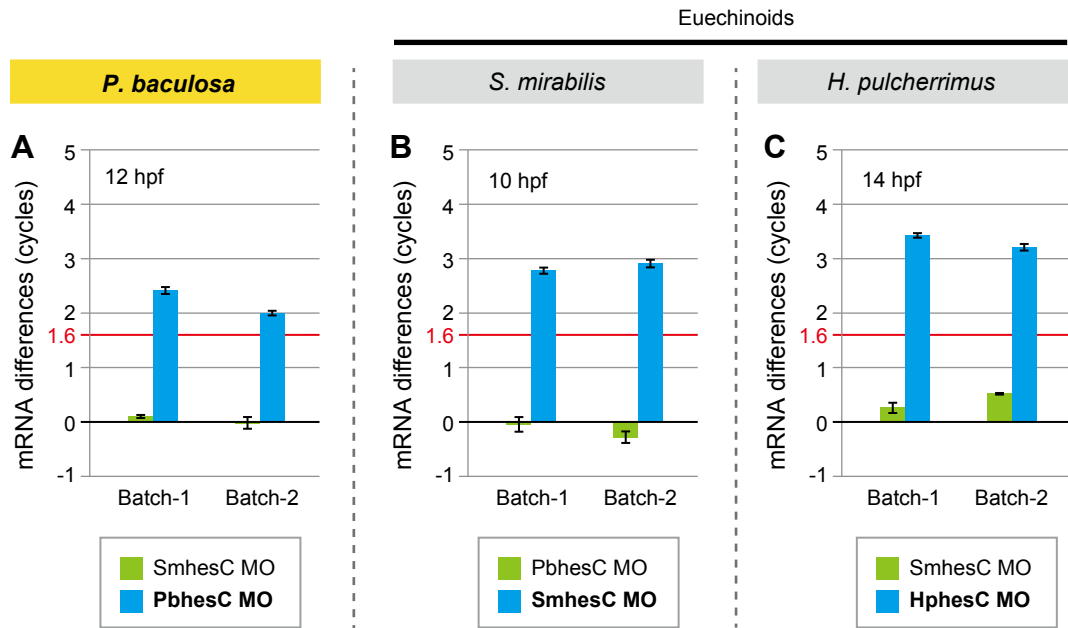 Euechinoids
P. baculosa
S. mirabilis
H. pulcherrimus
A
mRNA differences (cycles)
5
4
3
2
1.6
1
0
-1
12 hpf
Batch-1
Batch-2
SmhesC MO
PbhesC MO
B
mRNA differences (cycles)
5
4
3
2
1.6
1
0
-1
10 hpf
Batch-1
Batch-2
PbhesC MO
SmhesC MO
C
mRNA differences (cycles)
5
4
3
2
1.6
1
0
-1
14 hpf
Batch-1
Batch-2
SmhesC MO
HphesC MO